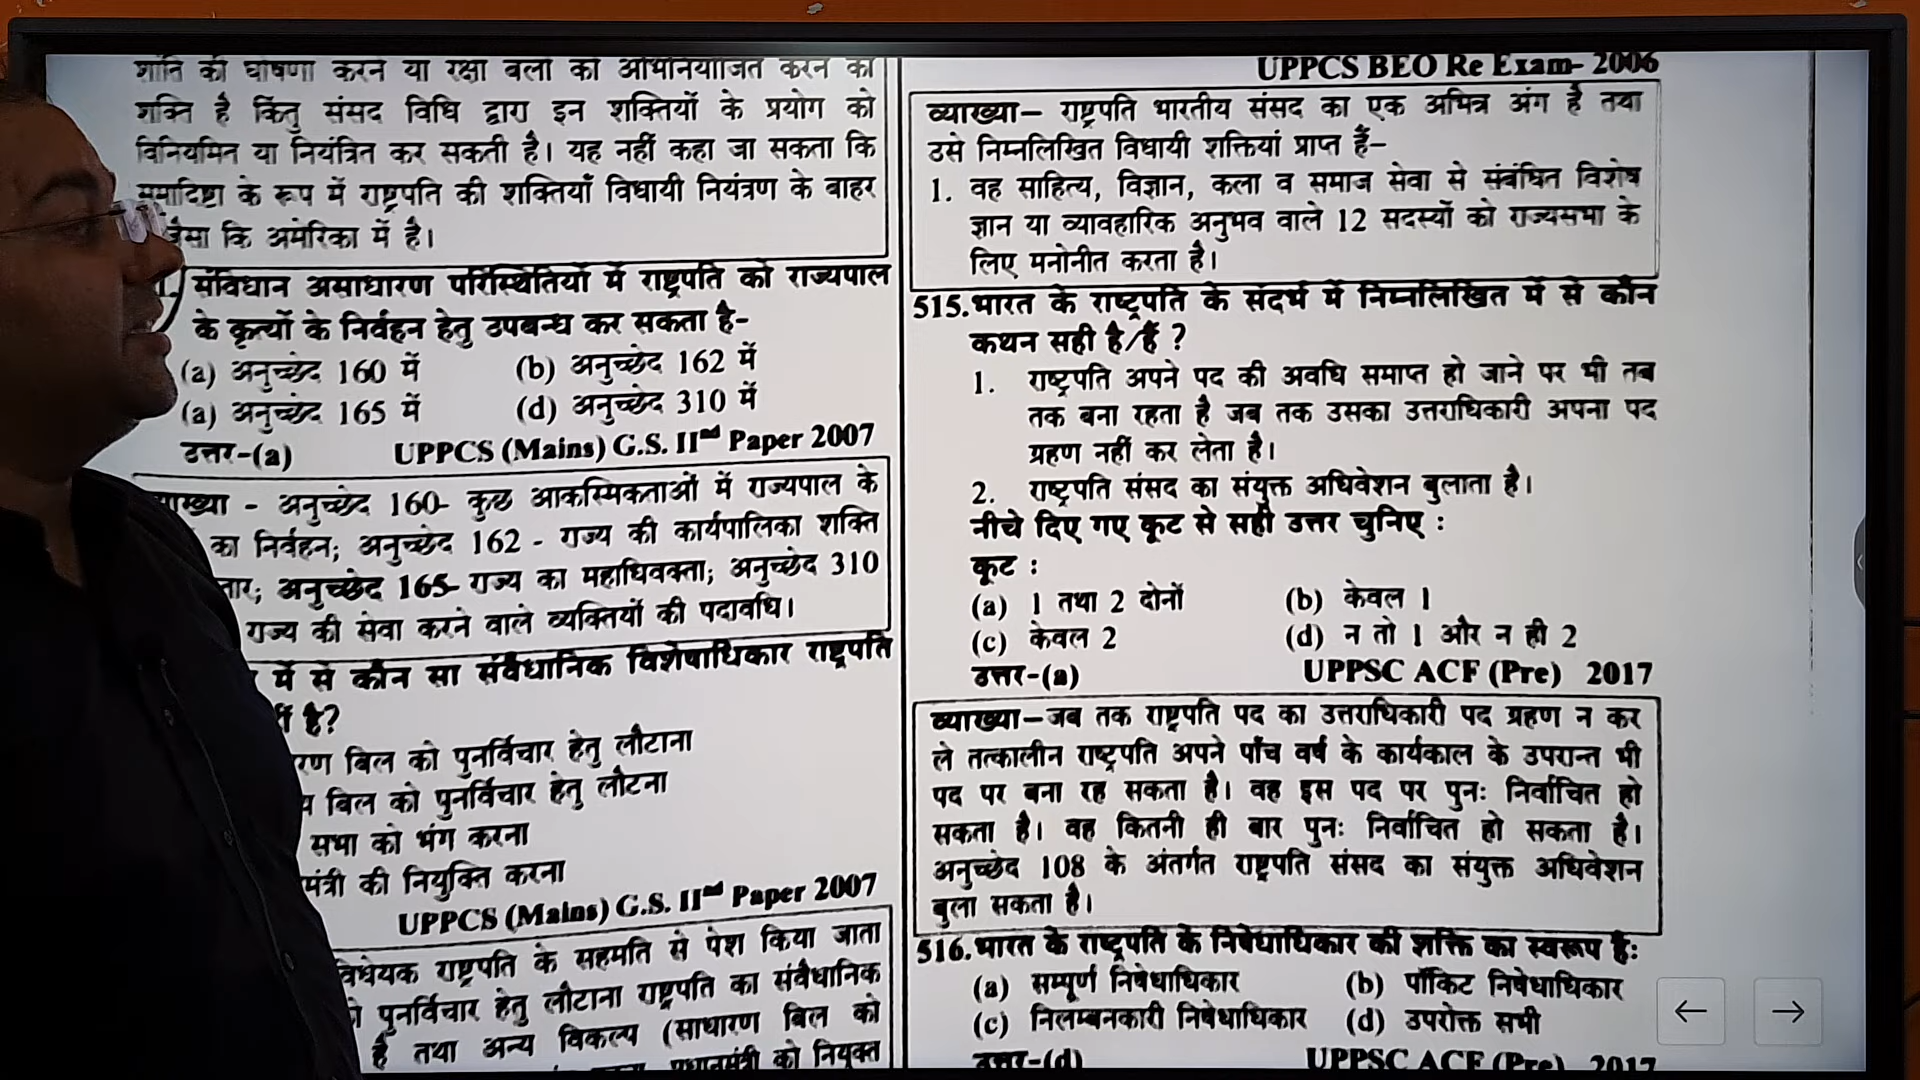 शांति की घोषणा करने या रक्षा बलों को अभिनियोजित करने की
शक्ति है किंतु संसद विधि द्वारा इन शक्तियों के प्रयोग को
विनियमित या नियंत्रित कर सकती है। यह नहीं कहा जा सकता कि
समादेष्टा के रूप में राष्ट्रपति की शक्तियाँ विधायी नियंत्रण के बाहर
जैसा कि अमेरिका में है।
संविधान असाधारण परिस्थितियों में राष्ट्रपति को राज्यपाल
के कृत्यों के निर्वहन हेतु उपबन्ध कर सकता है-
(a) अनुच्छेद 160 में (b) अनुच्छेद 162 में
(a) अनुच्छेद 165 में (d) अनुच्छेद 310 में
उत्तर-(a) UPPCS (Mains) G.S. IInd Paper 2007
- अनुच्छेद 160- कुछ आकस्मिकताओं में राज्यपाल के
का निर्वहन; अनुच्छेद 162 - राज्य की कार्यपालिका शक्ति
अनुच्छेद 165- राज्य का महाधिवक्ता; अनुच्छेद 310
राज्य की सेवा करने वाले व्यक्तियों की पदावधि।
में से कौन सा संवैधानिक विशेषाधिकार राष्ट्रपति
है?
बिल को पुनर्विचार हेतु लौटाना
बिल को पुनर्विचार हेतु लौटना
सभा को भंग करना
मंत्री की नियुक्ति करना
UPPCS (Mains) G.S. IInd Paper 2007
विधेयक राष्ट्रपति के सहमति से पेश किया जाता
पुनर्विचार हेतु लौटाना राष्ट्रपति का संवैधानिक
है तथा अन्य विकल्प (साधारण बिल को
प्रधानमंत्री को नियुक्त
UPPCS BEO Re Exam- 2006
व्याख्या– राष्ट्रपति भारतीय संसद का एक अभिन्न अंग है तथा
उसे निम्नलिखित विधायी शक्तियां प्राप्त हैं–
1. वह साहित्य, विज्ञान, कला व समाज सेवा से संबंधित विशेष
ज्ञान या व्यावहारिक अनुभव वाले 12 सदस्यों को राज्यसभा के
लिए मनोनीत करता है।
515. भारत के राष्ट्रपति के संदर्भ में निम्नलिखित में से कौन
कथन सही है/हैं ?
1. राष्ट्रपति अपने पद की अवधि समाप्त हो जाने पर भी तब
तक बना रहता है जब तक उसका उत्तराधिकारी अपना पद
ग्रहण नहीं कर लेता है।
2. राष्ट्रपति संसद का संयुक्त अधिवेशन बुलाता है।
नीचे दिए गए कूट से सही उत्तर चुनिए :
कूट :
(a) 1 तथा 2 दोनों (b) केवल 1
(c) केवल 2 (d) न तो 1 और न ही 2
उत्तर-(a) UPPSC ACF (Pre) 2017
व्याख्या–जब तक राष्ट्रपति पद का उत्तराधिकारी पद ग्रहण न कर
ले तत्कालीन राष्ट्रपति अपने पाँच वर्ष के कार्यकाल के उपरान्त भी
पद पर बना रह सकता है। वह इस पद पर पुनः निर्वाचित हो
सकता है। वह कितनी ही बार पुनः निर्वाचित हो सकता है।
अनुच्छेद 108 के अंतर्गत राष्ट्रपति संसद का संयुक्त अधिवेशन
बुला सकता है।
516. भारत के राष्ट्रपति के निषेधाधिकार की शक्ति का स्वरूप है:
(a) सम्पूर्ण निषेधाधिकार (b) पॉकिट निषेधाधिकार
(c) निलम्बनकारी निषेधाधिकार (d) उपरोक्त सभी
उत्तर-(d) UPPSC ACF (Pre) 2017